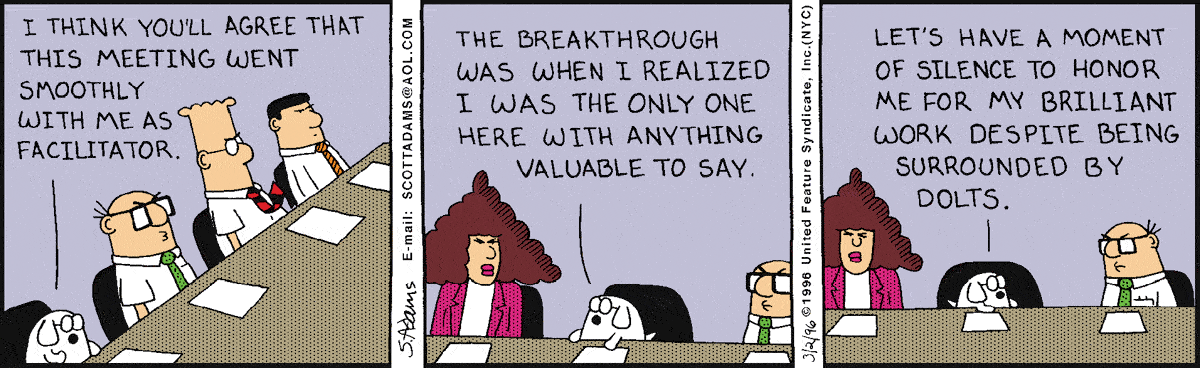 I THINK YOU'LL AGREE THAT
THIS MEETING WENT
SMOOTHLY
WITH ME AS
FACILITATOR.
S.Adams E-mail: SCOTTADAMS@AOL.COM
THE BREAKTHROUGH
WAS WHEN I REALIZED
I WAS THE ONLY ONE
HERE WITH ANYTHING
VALUABLE TO SAY.
3/2/96 © 1996 United Feature Syndicate, Inc.(NYC)
LET'S HAVE A MOMENT
OF SILENCE TO HONOR
ME FOR MY BRILLIANT
WORK DESPITE BEING
SURROUNDED BY
DOLTS.